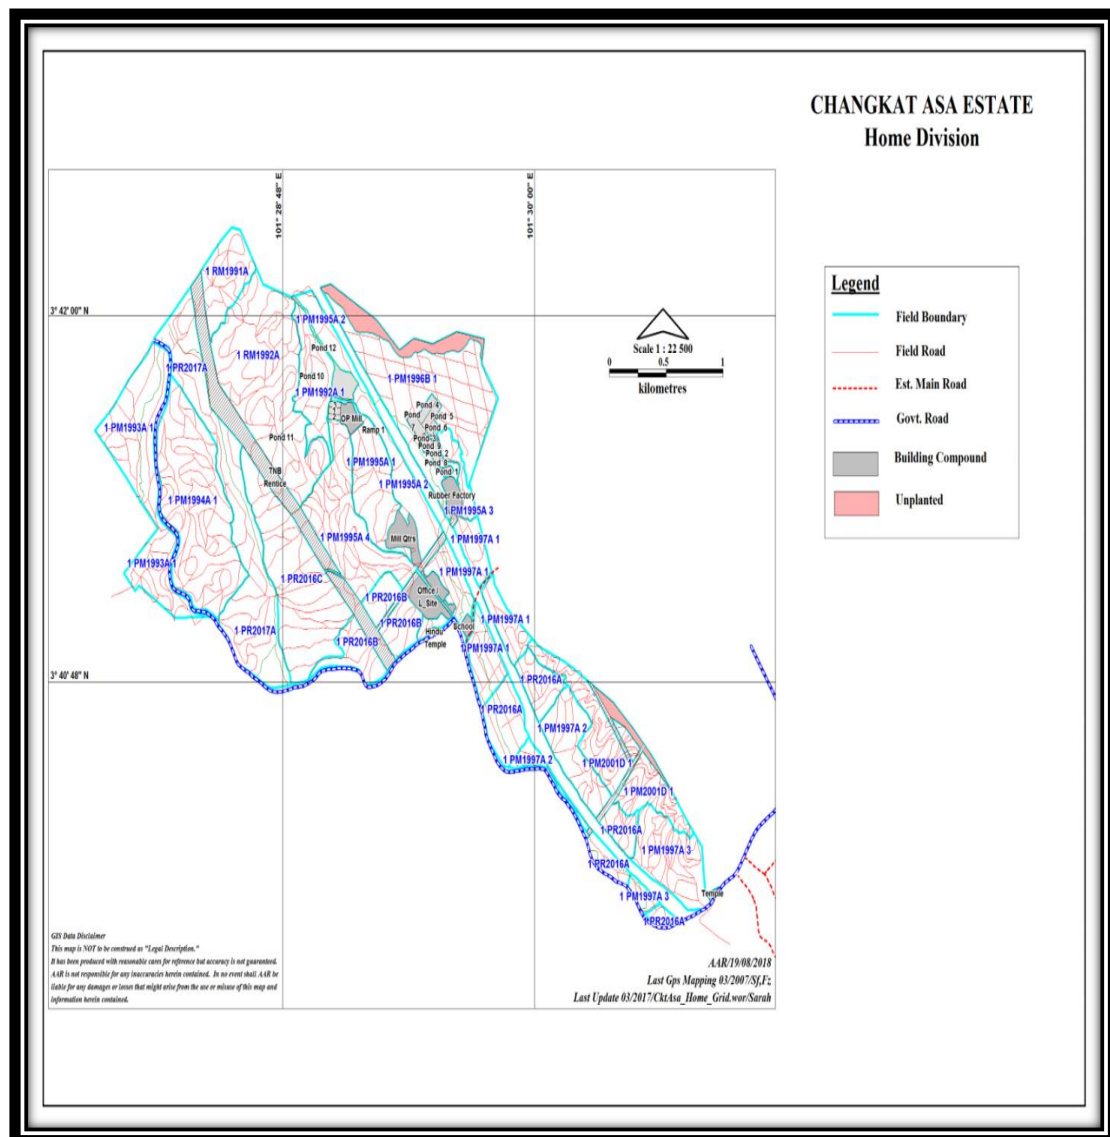 CHANGKAT ASA ESTATE
Home Division
101° 28' 48" E
101° 30' 00" E
3° 42' 00" N
3° 40' 48" N
Scale 1 : 22 500
0 0.5 1
kilometres
Legend
Field Boundary
Field Road
Est. Main Road
Govt. Road
Building Compound
Unplanted
1 RM1991A
1 PM1995A 2
Pond 12
1 RM1992A
1 PR2017A
Pond 10
1 PM1996B 1
1 PM1992A 1
Pond 4
Pond 7
Pond 5
OP Mill
Ramp 1
Pond 6
1 PM1993A 1
Pond 11
Pond 3
Pond 9
Pond 2
Pond 8
Pond 1
1 PM1995A 1
TNB
Rentice
1 PM1995A 2
1 PM1994A 1
Rubber Factory
1 PM1995A 3
1 PM1995A 4
Mill Qtrs
1 PM1997A 1
1 PM1993A 1
1 PM1997A 1
1 PR2016C
1 PR2016B
Office /
L_Site
1 PR2016B
School
1 PM1997A 1
1 PR2017A
1 PR2016B
Hindu
Temple
1 PM1997A 1
1 PR2016A
1 PR2016A
1 PM1997A 2
1 PM1997A 2
1 PM2001D 1
1 PM2001D 1
1 PR2016A
1 PM1997A 3
1 PR2016A
1 PM1997A 3
Temple
1 PR2016A
GIS Data Disclaimer
This map is NOT to be construed as "Legal Description."
It has been produced with reasonable cares for reference but accuracy is not guaranteed.
AAR is not responsible for any inaccuracies herein contained. In no event shall AAR be
liable for any damages or losses that might arise from the use or misuse of this map and
information herein contained.
AAR/19/08/2018
Last Gps Mapping 03/2007/Sf,Fz
Last Update 03/2017/CktAsa_Home_Grid.wor/Sarah